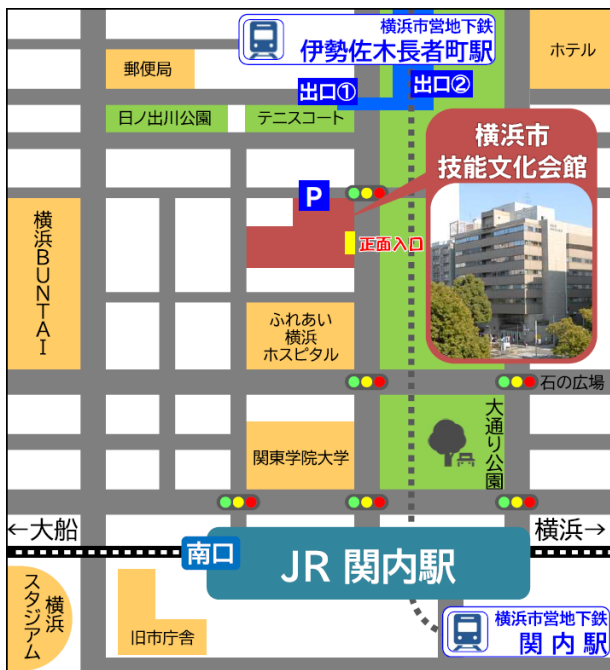 横浜市営地下鉄
伊勢佐木長者町駅
ホテル
郵便局
出口①
出口②
日ノ出川公園
テニスコート
横浜市
技能文化会館
P
正面入口
横浜BUNTAI
ふれあい
横浜
ホスピタル
石の広場
大通り公園
関東学院大学
←大船
横浜→
南口
JR 関内駅
横浜
スタジアム
旧市庁舎
横浜市営地下鉄
関内駅